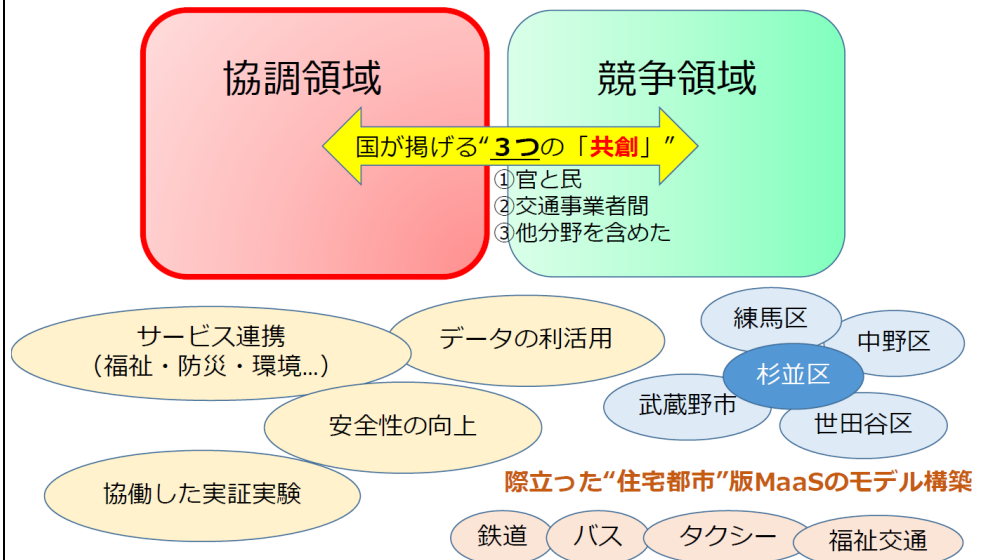 協調領域
競争領域
国が掲げる“３つの「共創」”
①官と民
②交通事業者間
③他分野を含めた
サービス連携
（福祉・防災・環境…）
データの利活用
安全性の向上
協働した実証実験
練馬区
中野区
杉並区
武蔵野市
世田谷区
際立った“住宅都市”版MaaSのモデル構築
鉄道
バス
タクシー
福祉交通